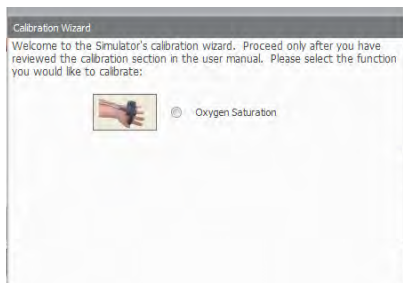 Calibration Wizard
Welcome to the Simulator's calibration wizard. Proceed only after you have
reviewed the calibration section in the user manual. Please select the function
you would like to calibrate:
Oxygen Saturation